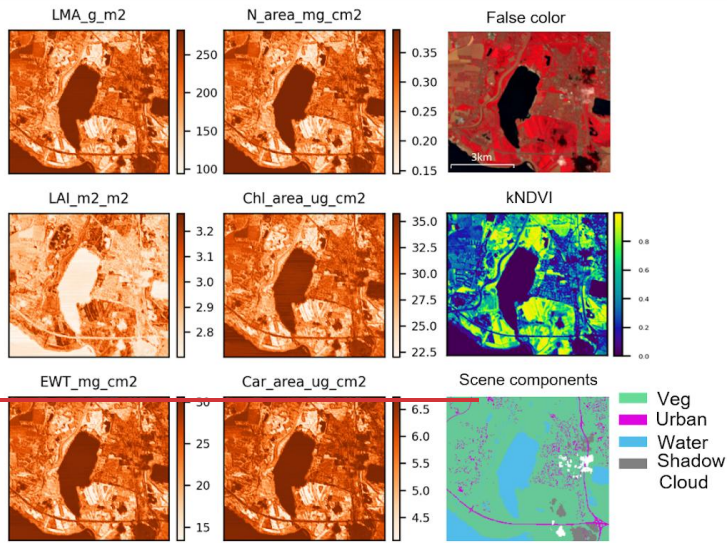 LMA_g_m2
N_area_mg_cm2
False color
250
200
150
100
0.35
0.30
0.25
0.20
0.15
3km
LAI_m2_m2
Chl_area_ug_cm2
kNDVI
3.2
3.1
3.0
2.9
2.8
35.0
32.5
30.0
27.5
25.0
22.5
0.8
0.6
0.4
0.2
0.0
EWT_mg_cm2
Car_area_ug_cm2
Scene components
30
25
20
15
6.5
6.0
5.5
5.0
4.5
Veg
Urban
Water
Shadow
Cloud